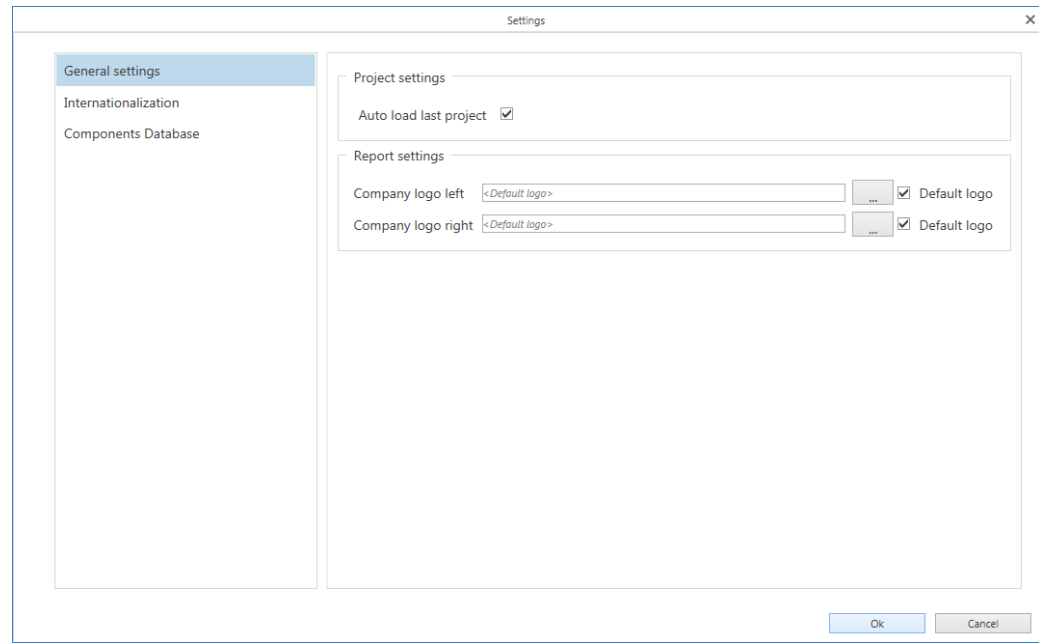 Settings
General settings
Internationalization
Components Database
Project settings
Auto load last project
Report settings
Company logo left <Default logo> ... Default logo
Company logo right <Default logo> ... Default logo
Ok Cancel